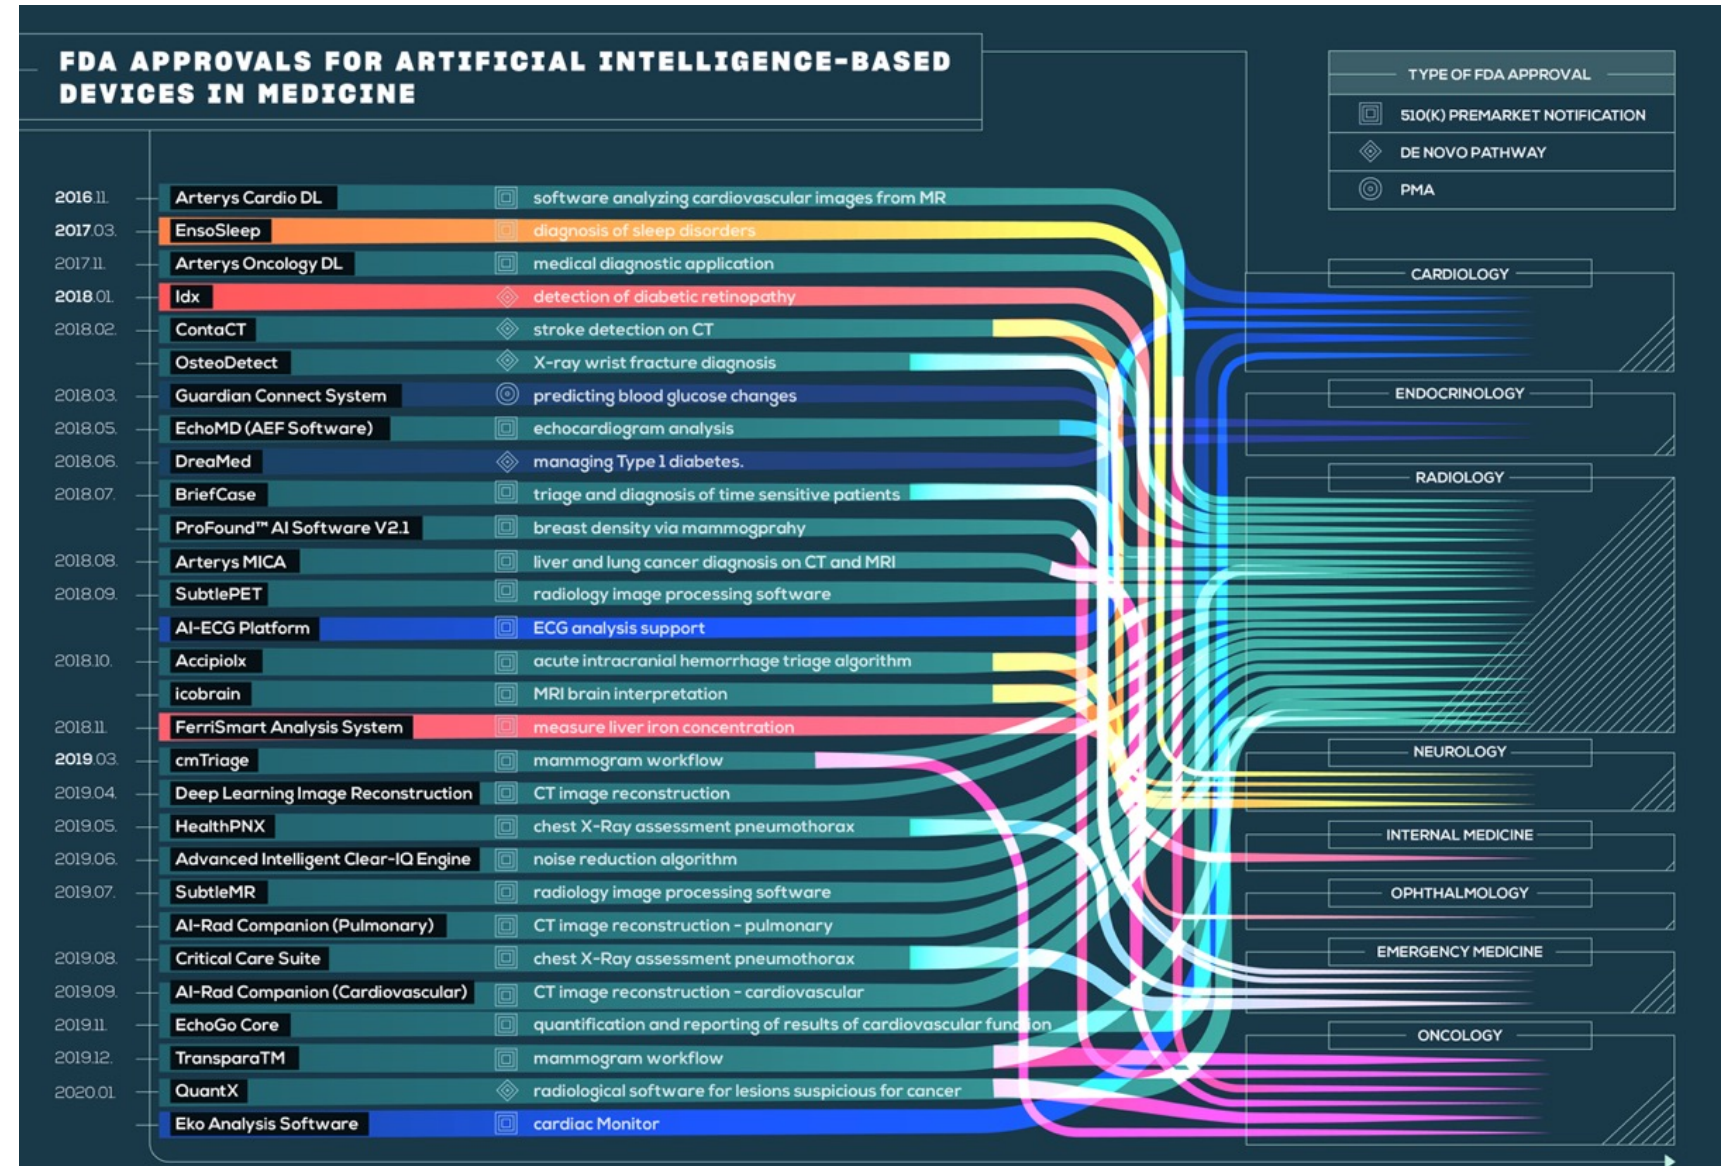 FDA APPROVALS FOR ARTIFICIAL INTELLIGENCE-BASED
DEVICES IN MEDICINE
TYPE OF FDA APPROVAL
510(K) PREMARKET NOTIFICATION
DE NOVO PATHWAY
PMA
2016.11. Arterys Cardio DL software analyzing cardiovascular images from MR
2017.03. EnsoSleep diagnosis of sleep disorders
2017.11. Arterys Oncology DL medical diagnostic application
2018.01. Idx detection of diabetic retinopathy
2018.02. ContaCT stroke detection on CT
OsteoDetect X-ray wrist fracture diagnosis
2018.03. Guardian Connect System predicting blood glucose changes
2018.05. EchoMD (AEF Software) echocardiogram analysis
2018.06. DreaMed managing Type 1 diabetes.
2018.07. BriefCase triage and diagnosis of time sensitive patients
ProFound™ AI Software V2.1 breast density via mammogprahy
2018.08. Arterys MICA liver and lung cancer diagnosis on CT and MRI
2018.09. SubtlePET radiology image processing software
AI-ECG Platform ECG analysis support
2018.10. Accipiolx acute intracranial hemorrhage triage algorithm
icobrain MRI brain interpretation
2018.11. FerriSmart Analysis System measure liver iron concentration
2019.03. cmTriage mammogram workflow
2019.04. Deep Learning Image Reconstruction CT image reconstruction
2019.05. HealthPNX chest X-Ray assessment pneumothorax
2019.06. Advanced Intelligent Clear-IQ Engine noise reduction algorithm
2019.07. SubtleMR radiology image processing software
AI-Rad Companion (Pulmonary) CT image reconstruction - pulmonary
2019.08. Critical Care Suite chest X-Ray assessment pneumothorax
2019.09. AI-Rad Companion (Cardiovascular) CT image reconstruction - cardiovascular
2019.11. EchoGo Core quantification and reporting of results of cardiovascular function
2019.12. TransparaTM mammogram workflow
2020.01. QuantX radiological software for lesions suspicious for cancer
Eko Analysis Software cardiac Monitor
CARDIOLOGY
ENDOCRINOLOGY
RADIOLOGY
NEUROLOGY
INTERNAL MEDICINE
OPHTHALMOLOGY
EMERGENCY MEDICINE
ONCOLOGY